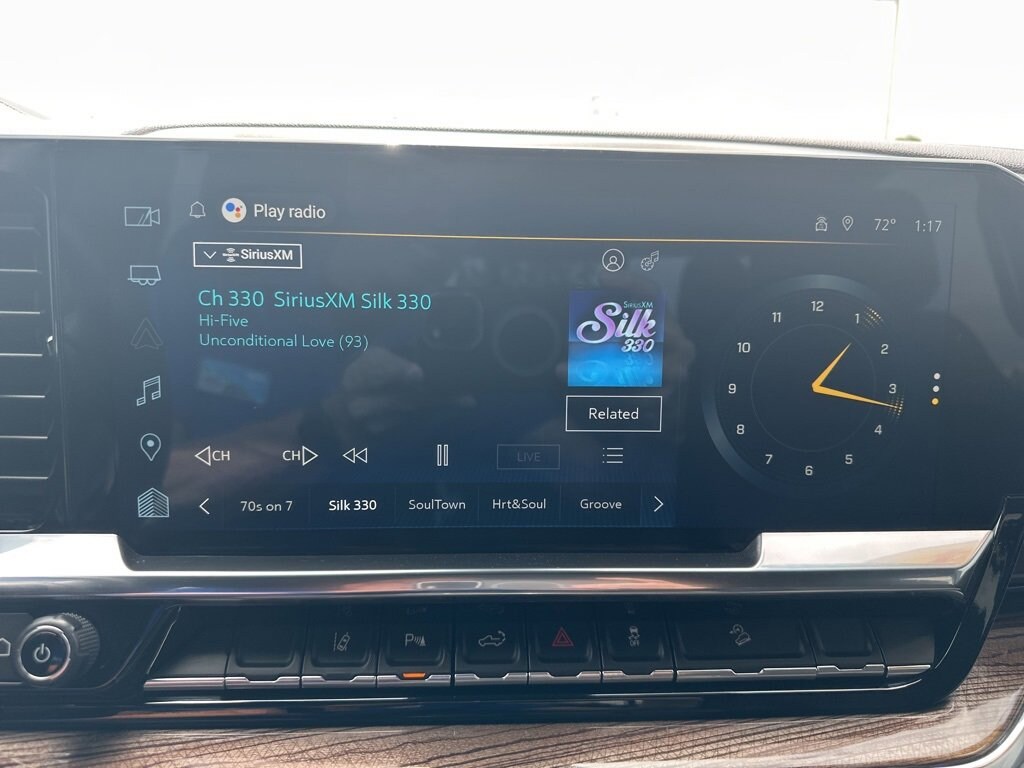 Play radio
72° 1:17
SiriusXM
Ch 330 SiriusXM Silk 330
Hi-Five
Unconditional Love (93)
SIRIUSXM
Silk
330
Related
12
1
2
3
4
5
6
7
8
9
10
11
CH CH LIVE
70s on 7 Silk 330 SoulTown Hrt&Soul Groove
P OFF